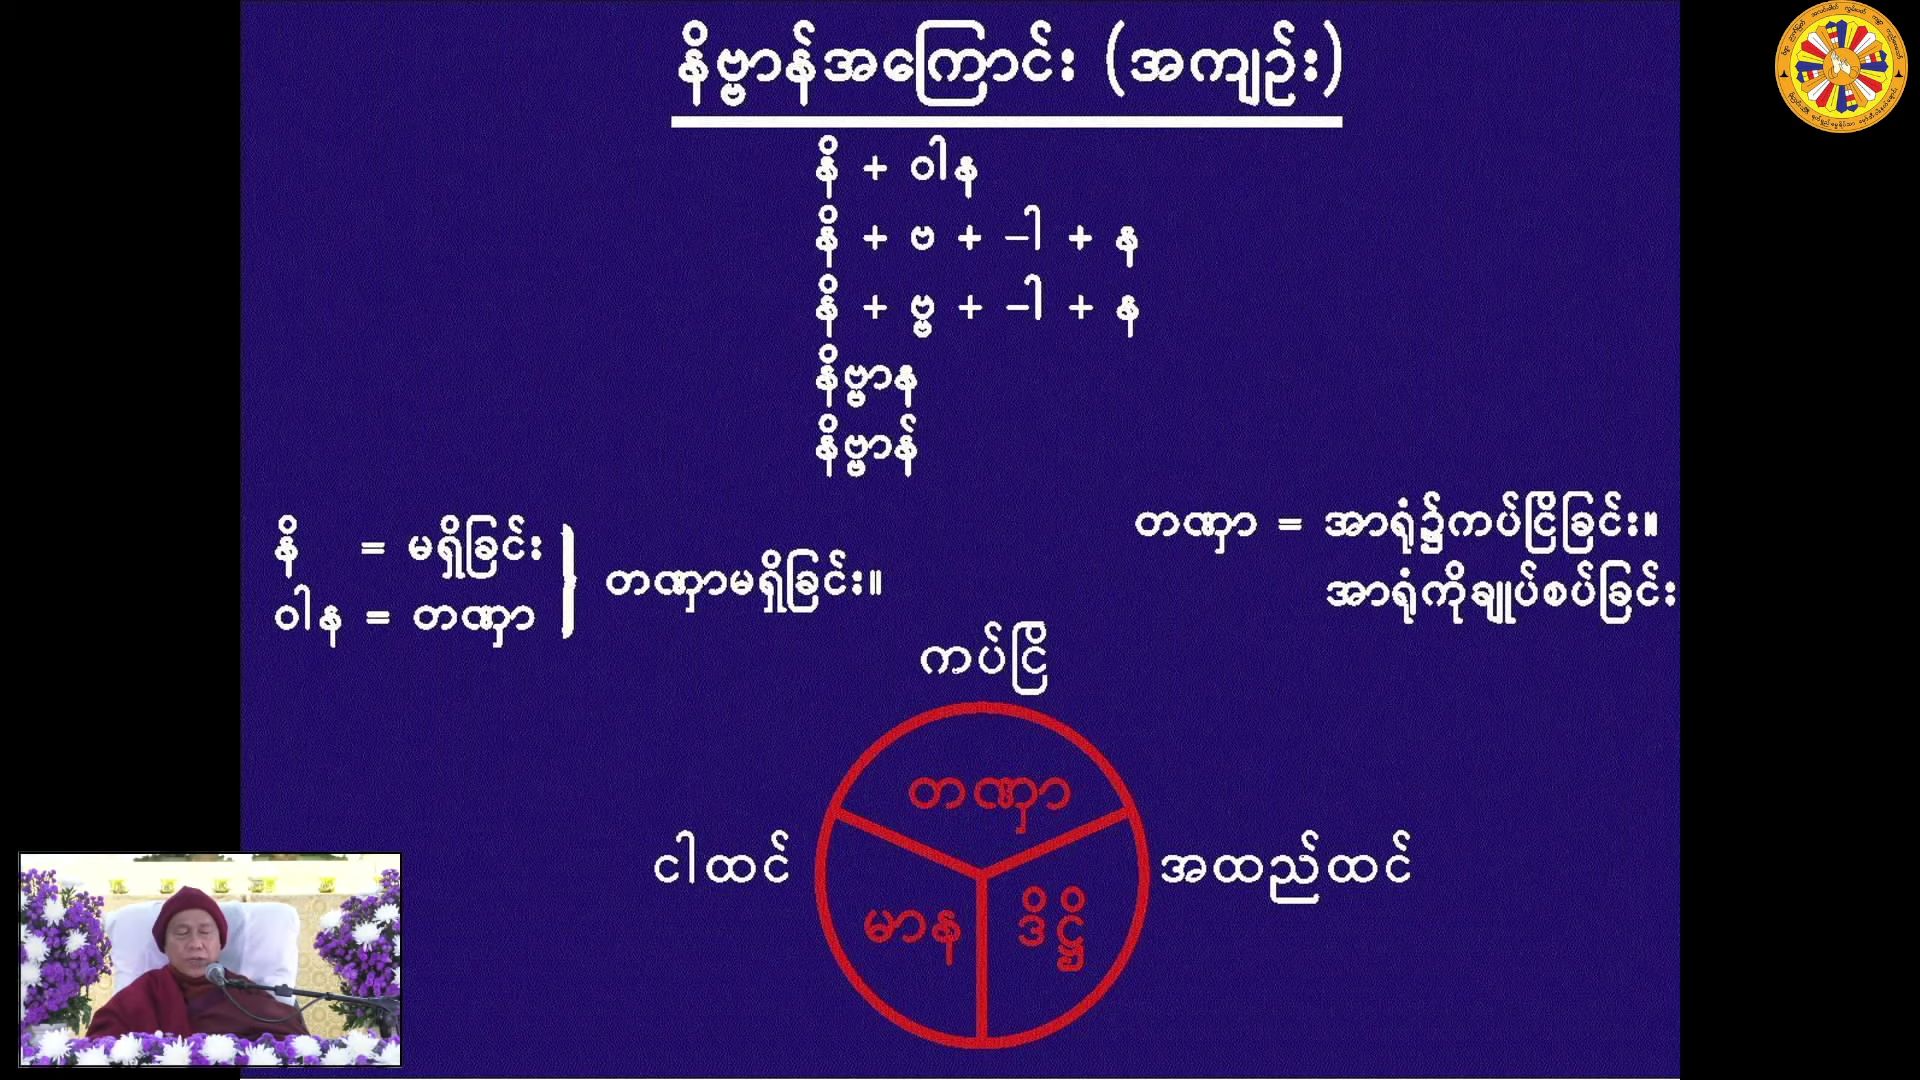 နိဗ္ဗာန်အကြောင်း (အကျဉ်း)
နိ + ဝါန
နိ + ဗ + –ါ + န
နိ + ဗ္ဗ + –ါ + န
နိဗ္ဗာန
နိဗ္ဗာန်
နိ = မရှိခြင်း
ဝါန = တဏှာ
တဏှာမရှိခြင်း။
တဏှာ = အာရုံ၌ကပ်ငြိခြင်း။
အာရုံကိုချုပ်စပ်ခြင်း
ကပ်ငြိ
တဏှာ
ငါထင်
အထည်ထင်
မာန
ဒိဋ္ဌိ